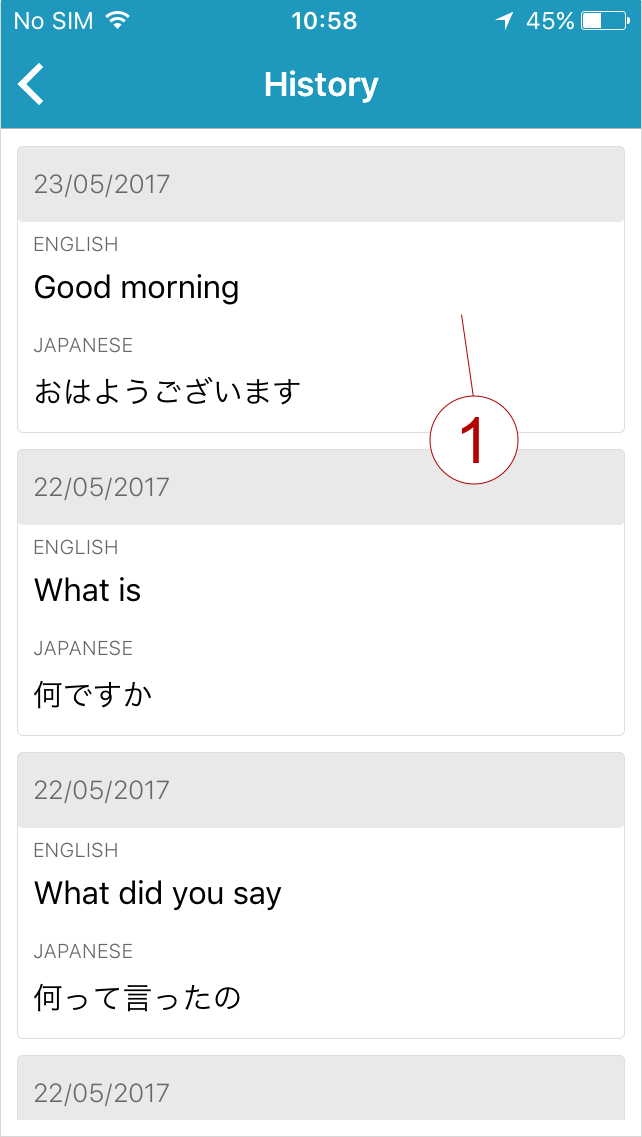 No SIM 10:58 45%
History
23/05/2017
ENGLISH
Good morning
JAPANESE
おはようございます
1
22/05/2017
ENGLISH
What is
JAPANESE
何ですか
22/05/2017
ENGLISH
What did you say
JAPANESE
何って言ったの
22/05/2017